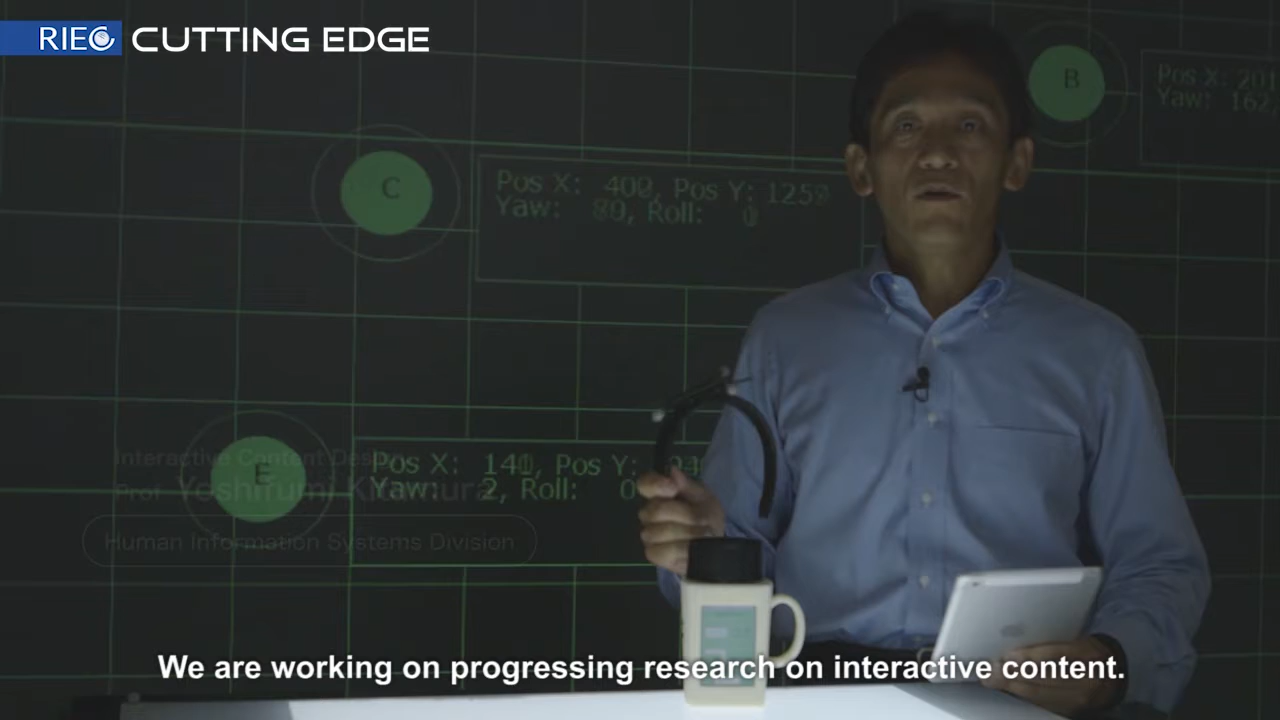 RIEC CUTTING EDGE
B
Pos X: 201
Yaw: 162
C
Pos X: 400, Pos Y: 1259
Yaw: 80, Roll: 0
E
Pos X: 141, Pos Y:
Yaw: 2, Roll: 0
Interactive Content Design
Prof. Yoshifumi Kitamura
Human Information Systems Division
We are working on progressing research on interactive content.